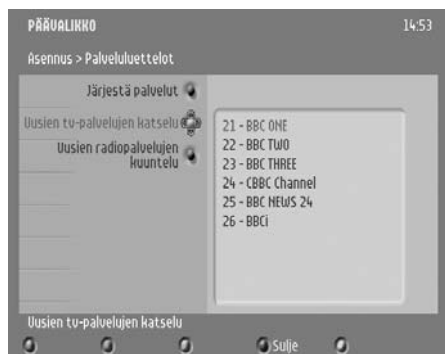 PÄÄVALIKKO 14:53
Asennus > Palveluluettelot
Järjestä palvelut
Uusien tv-palvelujen katselu
Uusien radiopalvelujen
kuuntelu
21 - BBC ONE
22 - BBC TWO
23 - BBC THREE
24 - CBBC Channel
25 - BBC NEWS 24
26 - BBCi
Uusien tv-palvelujen katselu
Sulje